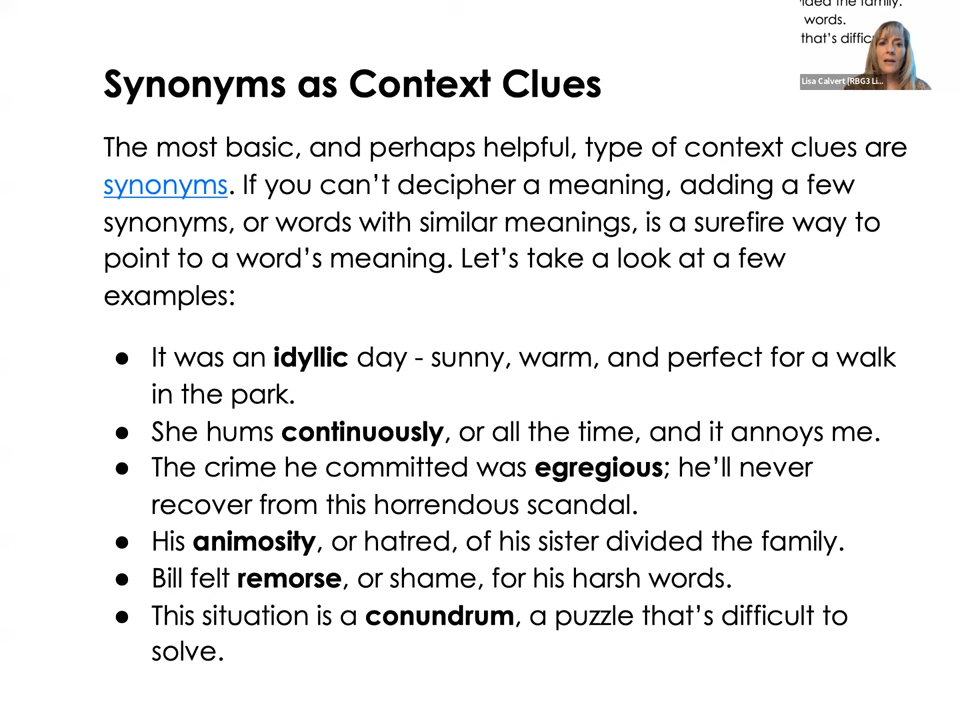 ided the family.
words.
that's diffic
Lisa Calvert (RBG3 Li...
Synonyms as Context Clues
The most basic, and perhaps helpful, type of context clues are
synonyms. If you can't decipher a meaning, adding a few
synonyms, or words with similar meanings, is a surefire way to
point to a word's meaning. Let's take a look at a few
examples:
● It was an idyllic day - sunny, warm, and perfect for a walk
in the park.
● She hums continuously, or all the time, and it annoys me.
● The crime he committed was egregious; he'll never
recover from this horrendous scandal.
● His animosity, or hatred, of his sister divided the family.
● Bill felt remorse, or shame, for his harsh words.
● This situation is a conundrum, a puzzle that's difficult to
solve.